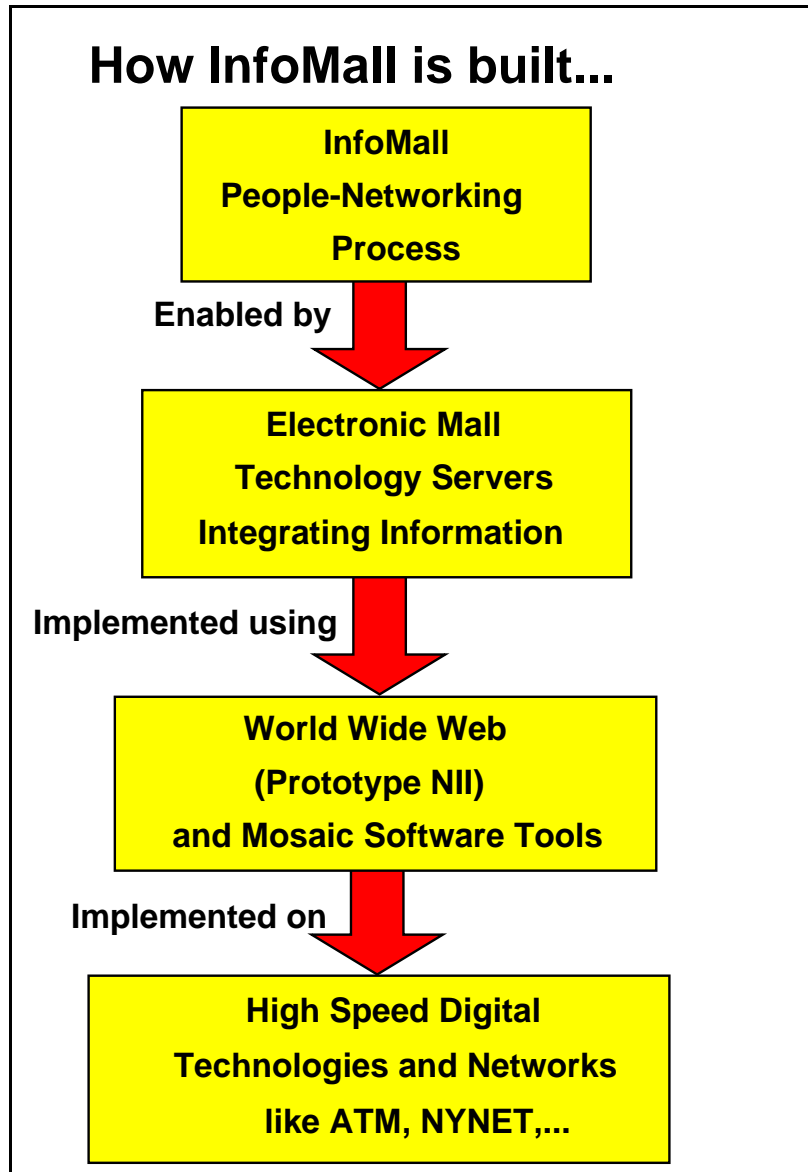 How InfoMall is built...
InfoMall
People-Networking
Process
Enabled by
Electronic Mall
Technology Servers
Integrating Information
Implemented using
World Wide Web
(Prototype NII)
and Mosaic Software Tools
Implemented on
High Speed Digital
Technologies and Networks
like ATM, NYNET,...